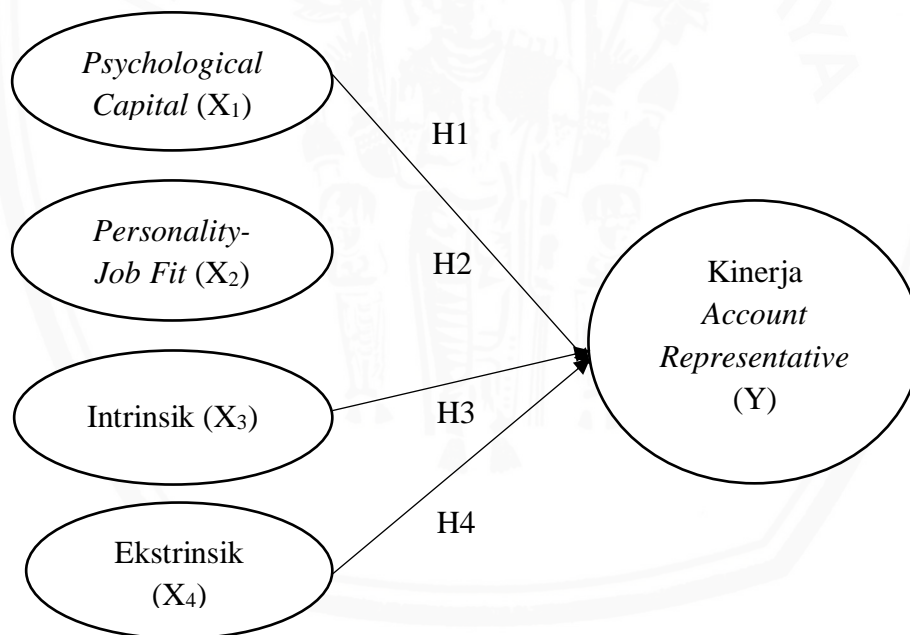 Psychological
Capital (X₁)
H1
Personality-
Job Fit (X₂)
H2
Kinerja
Account
Representative
(Y)
Intrinsik (X₃)
H3
Ekstrinsik
(X₄)
H4